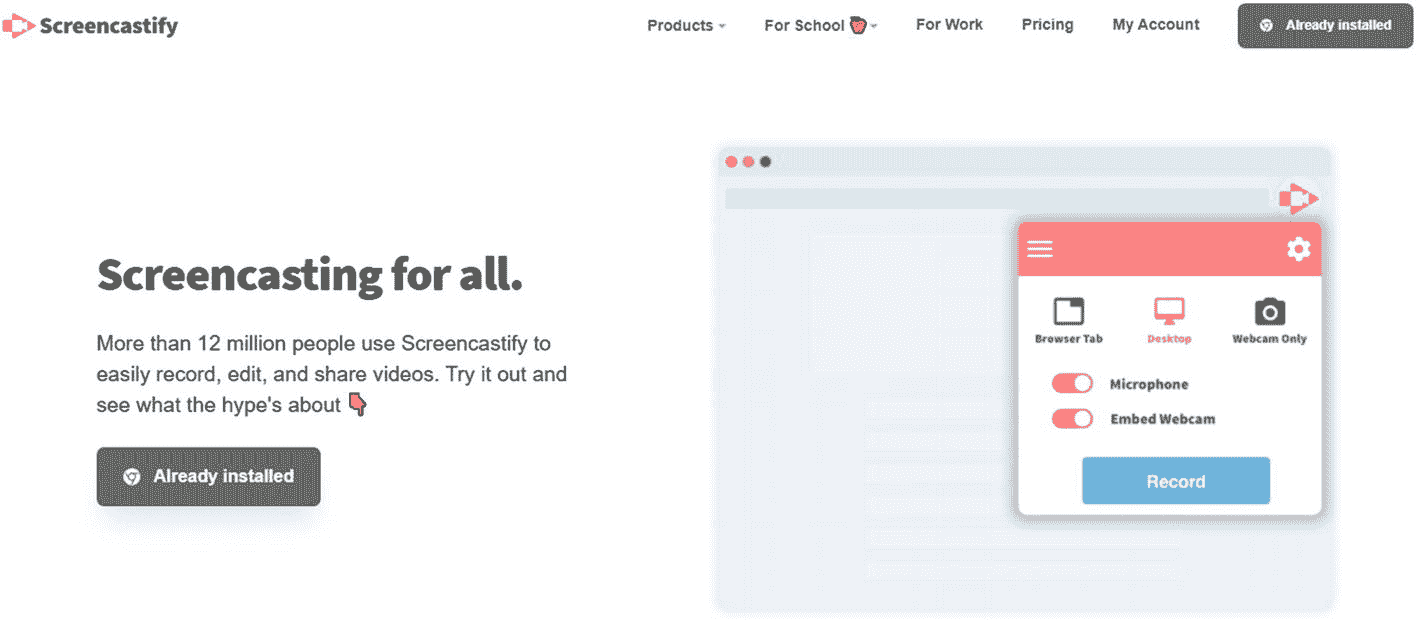 Screencastify
Products
For School
For Work
Pricing
My Account
Already installed
Screencasting for all.
More than 12 million people use Screencastify to
easily record, edit, and share videos. Try it out and
see what the hype's about
Already installed
Browser Tab
Desktop
Webcam Only
Microphone
Embed Webcam
Record